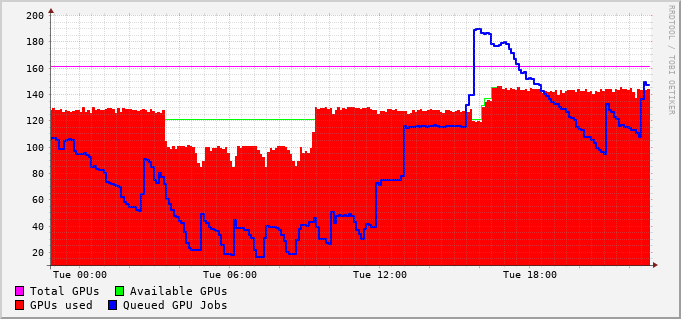 200
180
160
140
120
100
80
60
40
20
Tue 00:00 Tue 06:00 Tue 12:00 Tue 18:00
Total GPUs Available GPUs
GPUs used Queued GPU Jobs
RRDTOOL / TOBI OETIKER